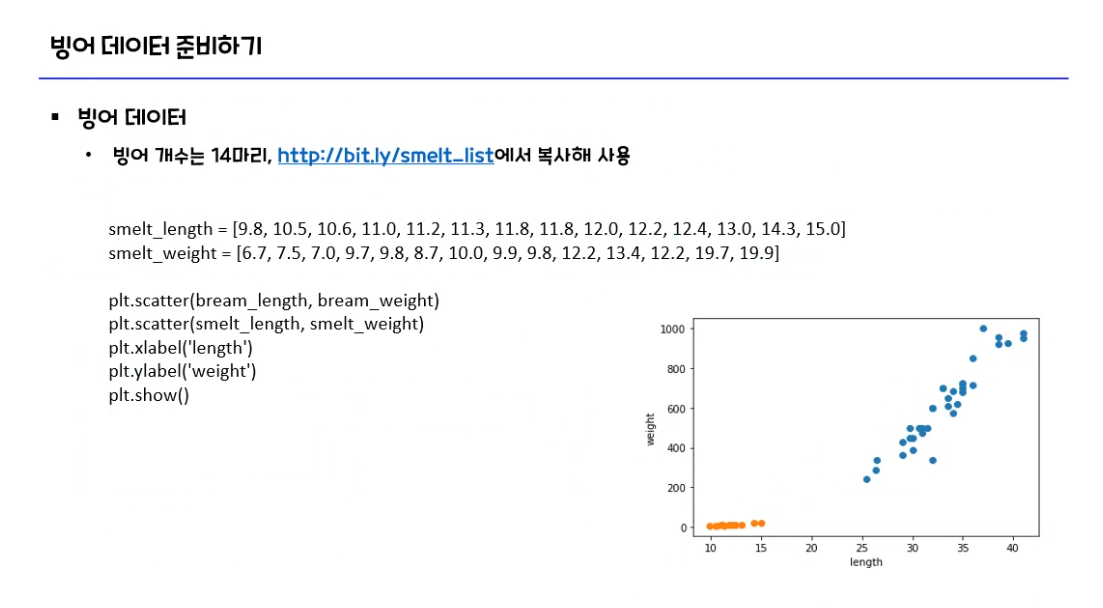 빙어 데이터 준비하기
▪ 빙어 데이터
• 빙어 개수는 14마리, http://bit.ly/smelt_list에서 복사해 사용
smelt_length = [9.8, 10.5, 10.6, 11.0, 11.2, 11.3, 11.8, 11.8, 12.0, 12.2, 12.4, 13.0, 14.3, 15.0]
smelt_weight = [6.7, 7.5, 7.0, 9.7, 9.8, 8.7, 10.0, 9.9, 9.8, 12.2, 13.4, 12.2, 19.7, 19.9]
plt.scatter(bream_length, bream_weight)
plt.scatter(smelt_length, smelt_weight)
plt.xlabel('length')
plt.ylabel('weight')
plt.show()
1000
800
600
400
200
0
weight
10 15 20 25 30 35 40
length